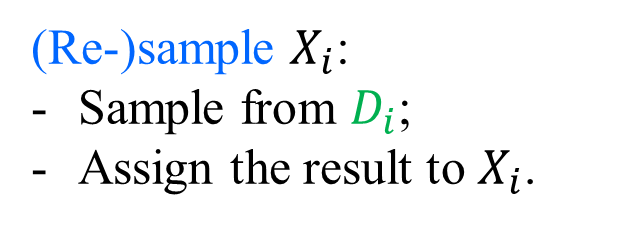 (Re-)sample Xᵢ:
- Sample from Dᵢ;
- Assign the result to Xᵢ.